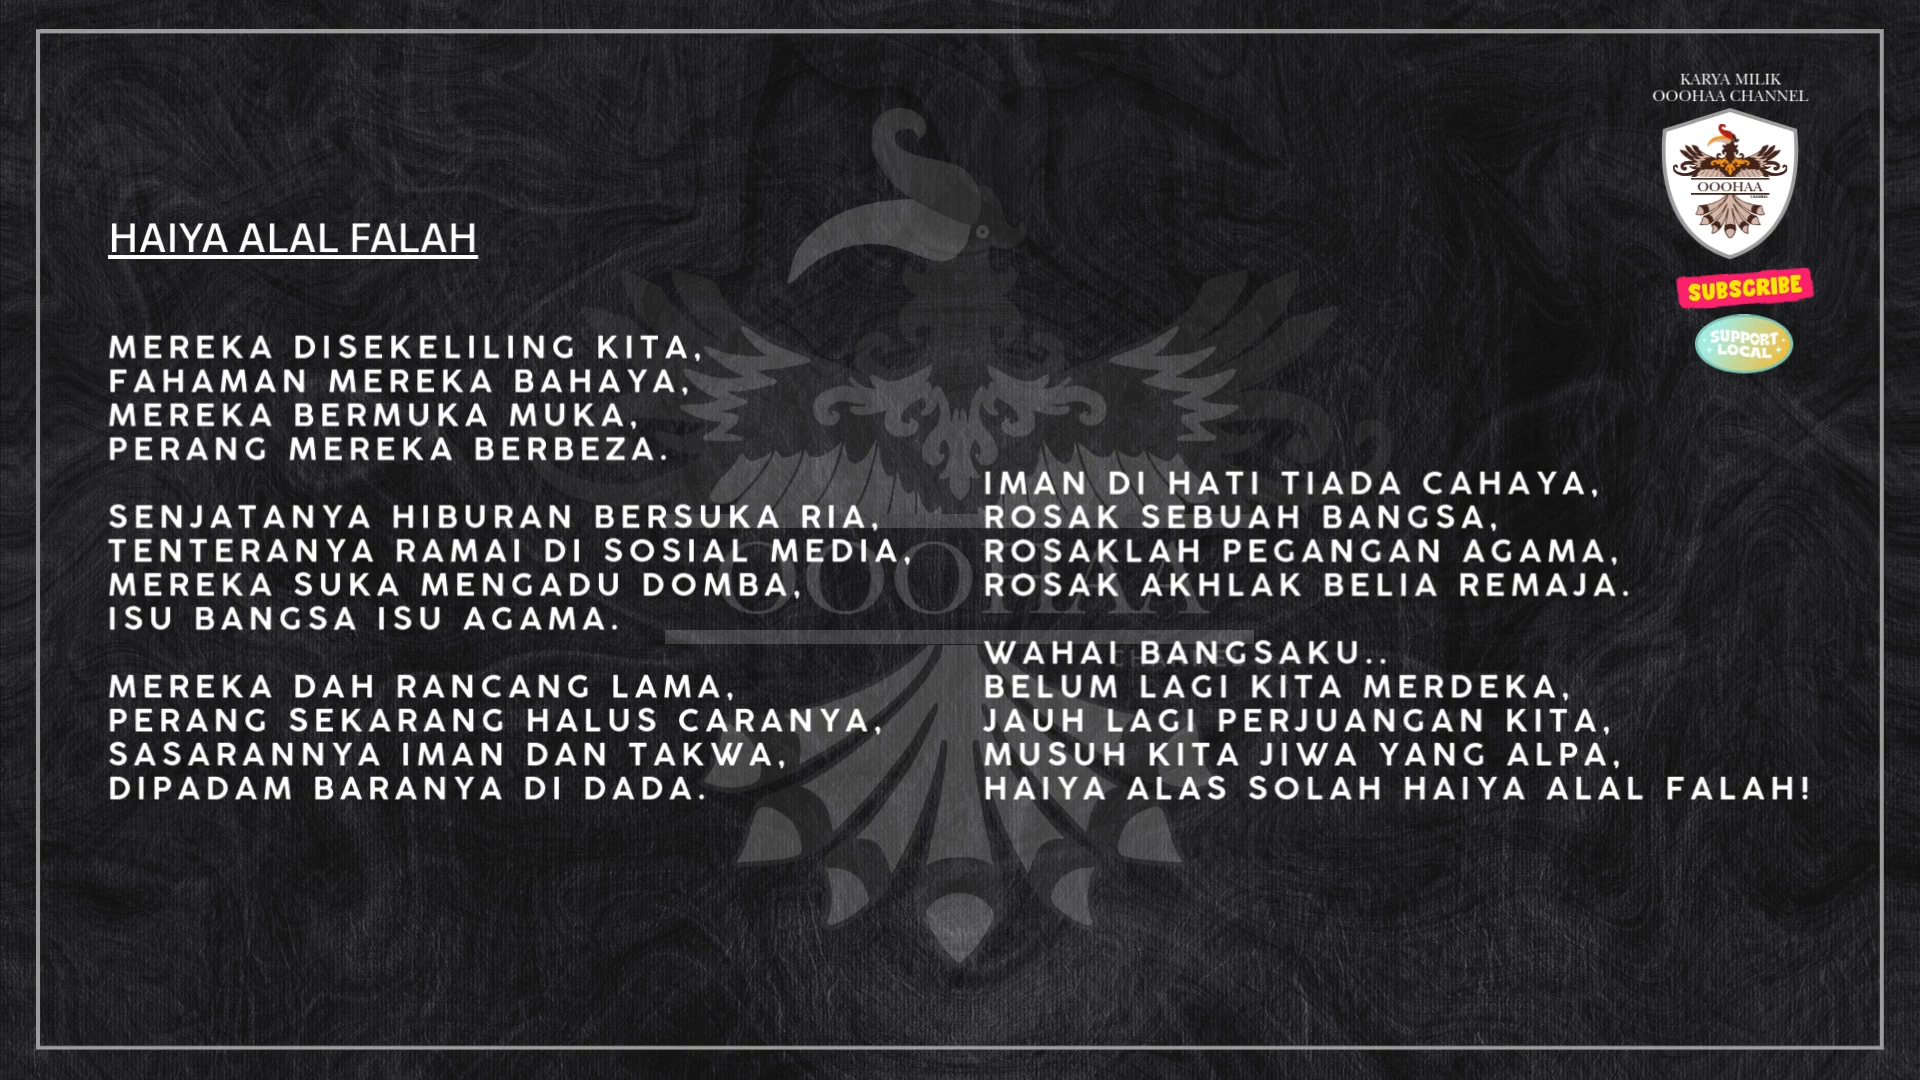 KARYA MILIK
OOOHAA CHANNEL
OOOHAA
CHANNEL
SUBSCRIBE
SUPPORT
LOCAL
HAIYA ALAL FALAH
MEREKA DISEKELILING KITA,
FAHAMAN MEREKA BAHAYA,
MEREKA BERMUKA MUKA,
PERANG MEREKA BERBEZA.
SENJATANYA HIBURAN BERSUKA RIA,
TENTERANYA RAMAI DI SOSIAL MEDIA,
MEREKA SUKA MENGADU DOMBA,
ISU BANGSA ISU AGAMA.
MEREKA DAH RANCANG LAMA,
PERANG SEKARANG HALUS CARANYA,
SASARANNYA IMAN DAN TAKWA,
DIPADAM BARANYA DI DADA.
IMAN DI HATI TIADA CAHAYA,
ROSAK SEBUAH BANGSA,
ROSAKLAH PEGANGAN AGAMA,
ROSAK AKHLAK BELIA REMAJA.
WAHAI BANGSAKU..
BELUM LAGI KITA MERDEKA,
JAUH LAGI PERJUANGAN KITA,
MUSUH KITA JIWA YANG ALPA,
HAIYA ALAS SOLAH HAIYA ALAL FALAH!
OOOHAA
CHANNEL